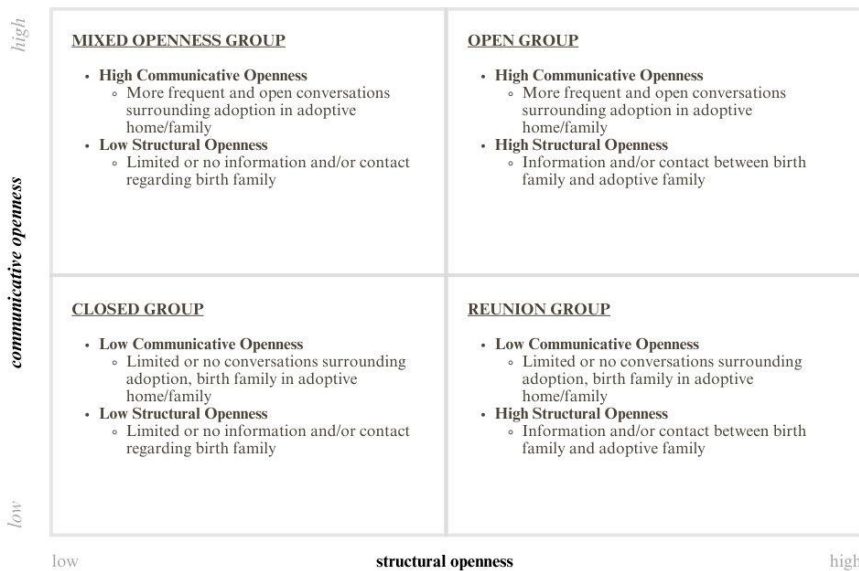 high
MIXED OPENNESS GROUP
• High Communicative Openness
◦ More frequent and open conversations
surrounding adoption in adoptive
home/family
• Low Structural Openness
◦ Limited or no information and/or contact
regarding birth family
OPEN GROUP
• High Communicative Openness
◦ More frequent and open conversations
surrounding adoption in adoptive
home/family
• High Structural Openness
◦ Information and/or contact between birth
family and adoptive family
communicative openness
CLOSED GROUP
• Low Communicative Openness
◦ Limited or no conversations surrounding
adoption, birth family in adoptive
home/family
• Low Structural Openness
◦ Limited or no information and/or contact
regarding birth family
REUNION GROUP
• Low Communicative Openness
◦ Limited or no conversations surrounding
adoption, birth family in adoptive
home/family
• High Structural Openness
◦ Information and/or contact between birth
family and adoptive family
low
low
structural openness
high